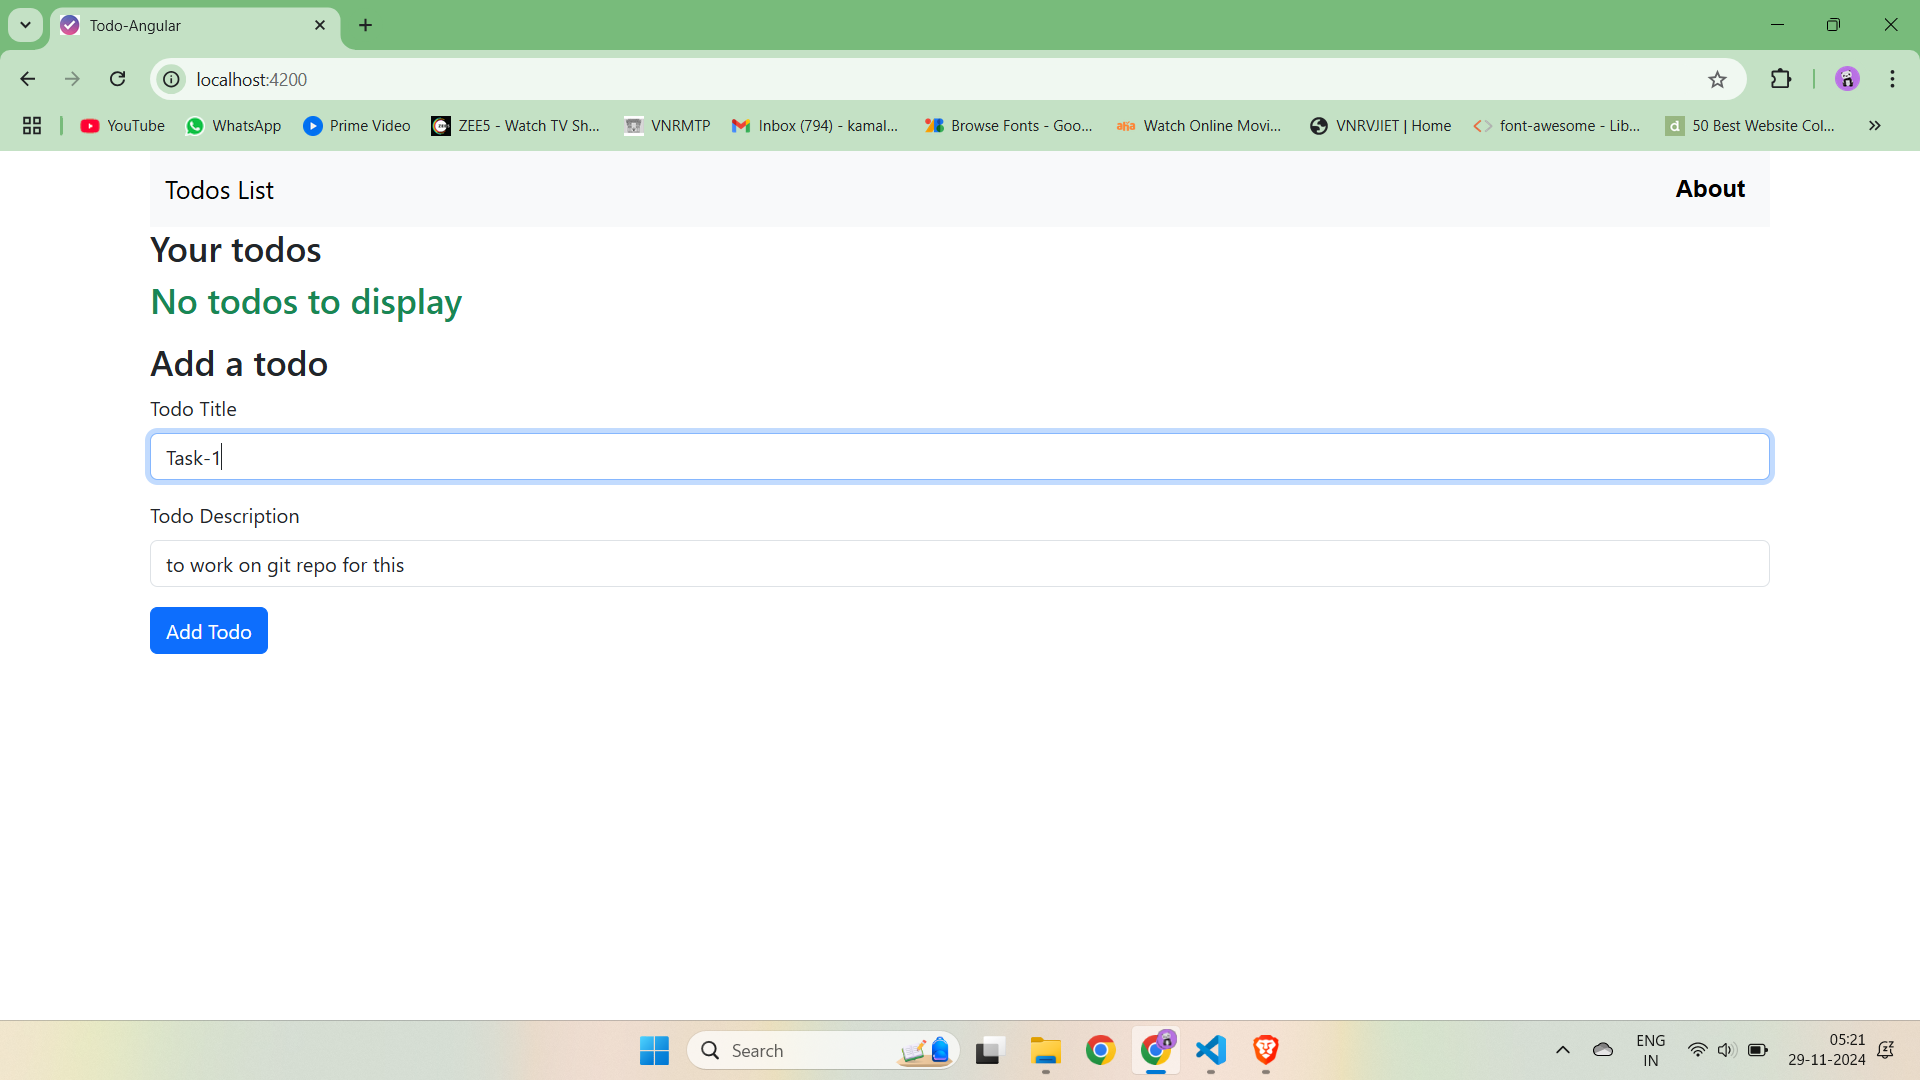 Todo-Angular
localhost:4200
YouTube WhatsApp Prime Video ZEE5 - Watch TV Sh... VNRMTP Inbox (794) - kamal... Browse Fonts - Goo... aha Watch Online Movi... VNRVJIET | Home font-awesome - Lib... d 50 Best Website Col...
Todos List About
Your todos
No todos to display
Add a todo
Todo Title
Task-1
Todo Description
to work on git repo for this
Add Todo
Search
ENG
IN
05:21
29-11-2024